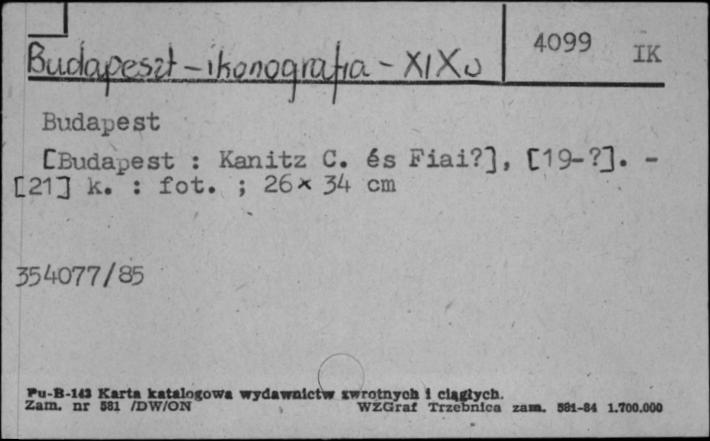 Budapeszt - ikonografia - XIX w
4099 IK
Budapest
[Budapest : Kanitz C. és Fiai?], [19-?]. -
[21] k. : fot. ; 26 x 34 cm
354077/85
Pu-B-143 Karta katalogowa wydawnictw zwrotnych i ciągłych.
Zam. nr 581 /DW/ON WZGraf Trzebnica zam. 581-84 1.700.000